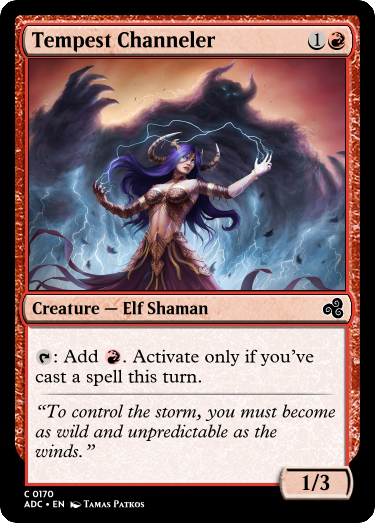 Tempest Channeler 1
Creature — Elf Shaman
: Add . Activate only if you've
cast a spell this turn.
“To control the storm, you must become
as wild and unpredictable as the
winds.”
1/3
C 0170
ADC • EN Tamas Patkos